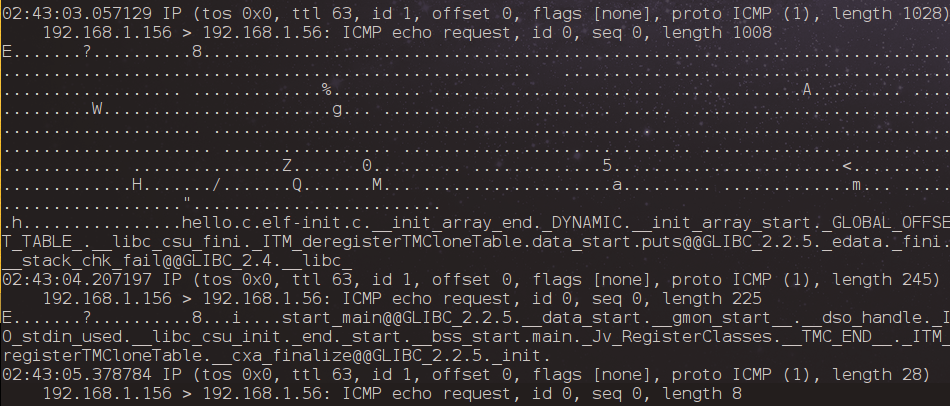 02:43:03.057129 IP (tos 0x0, ttl 63, id 1, offset 0, flags [none], proto ICMP (1), length 1028)
192.168.1.156 > 192.168.1.56: ICMP echo request, id 0, seq 0, length 1008
E.......?..........8...........................................................................
..................................................... .........................................
................................%......... ......................................A...... ......
.........W.......................g.............................................................
...............................................................................................
..................... .................. ......................................................
............................Z.......0........................5.......................<.........
.............H......./.......Q.......M... ...................a........................m... ....
..................".........................
.h................hello.c.elf-init.c.__init_array_end._DYNAMIC.__init_array_start._GLOBAL_OFFSE
T_TABLE_.__libc_csu_fini._ITM_deregisterTMCloneTable.data_start.puts@@GLIBC_2.2.5._edata._fini.
__stack_chk_fail@@GLIBC_2.4.__libc_
02:43:04.207197 IP (tos 0x0, ttl 63, id 1, offset 0, flags [none], proto ICMP (1), length 245)
192.168.1.156 > 192.168.1.56: ICMP echo request, id 0, seq 0, length 225
E.......?..........8...i....start_main@@GLIBC_2.2.5.__data_start.__gmon_start__.__dso_handle._I
O_stdin_used.__libc_csu_init._end._start.__bss_start.main._Jv_RegisterClasses.__TMC_END__._ITM_
registerTMCloneTable.__cxa_finalize@@GLIBC_2.2.5._init.
02:43:05.378784 IP (tos 0x0, ttl 63, id 1, offset 0, flags [none], proto ICMP (1), length 28)
192.168.1.156 > 192.168.1.56: ICMP echo request, id 0, seq 0, length 8